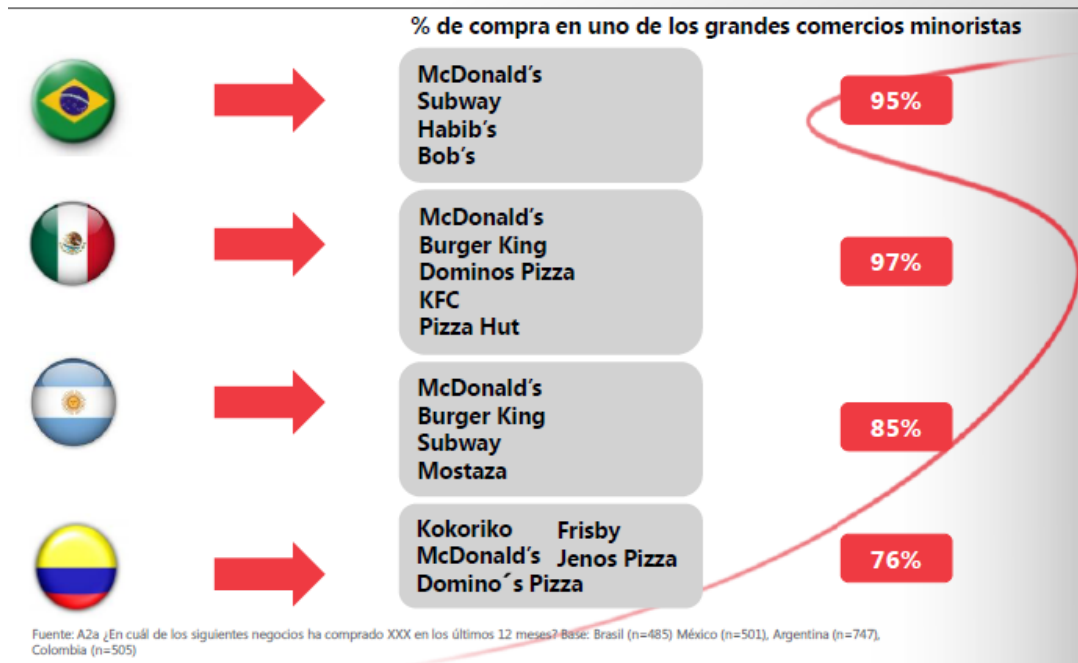 % de compra en uno de los grandes comercios minoristas
McDonald's
Subway
Habib's
Bob's
95%
McDonald's
Burger King
Dominos Pizza
KFC
Pizza Hut
97%
McDonald's
Burger King
Subway
Mostaza
85%
Kokoriko Frisby
McDonald's Jenos Pizza
Domino´s Pizza
76%
Fuente: A2a ¿En cuál de los siguientes negocios ha comprado XXX en los últimos 12 meses? Base: Brasil (n=485) México (n=501), Argentina (n=747),
Colombia (n=505)